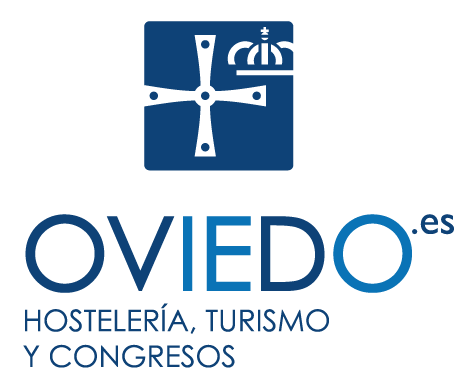 OVIEDO.es
HOSTELERÍA, TURISMO
Y CONGRESOS